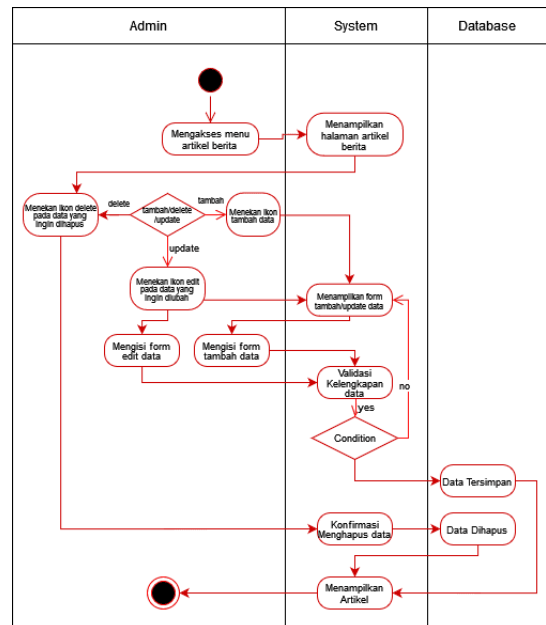 Admin
System
Database
Mengakses menu
artikel berita
Menampilkan
halaman artikel
berita
Menekan ikon delete
pada data yang
ingin dihapus
delete
tambah/delete
/update
tambah
Menekan ikon
tambah data
update
Menekan ikon edit
pada data yang
ingin diubah
Menampilkan form
tambah/update data
Mengisi form
edit data
Mengisi form
tambah data
Validasi
Kelengkapan
data
no
yes
Condition
Data Tersimpan
Konfirmasi
Menghapus data
Data Dihapus
Menampilkan
Artikel